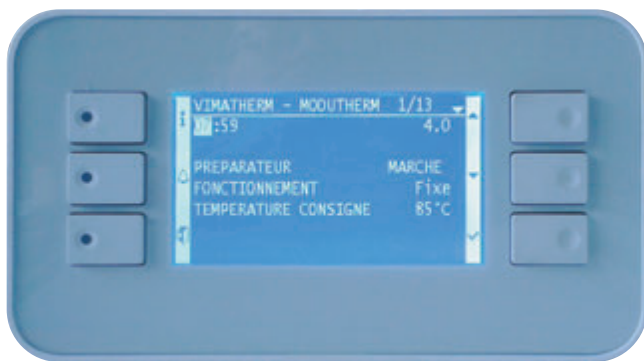 VIMATHERM - MODUTHERM 1/13
:59 4.0
PREPARATEUR MARCHE
FONCTIONNEMENT Fixe
TEMPERATURE CONSIGNE 85°C